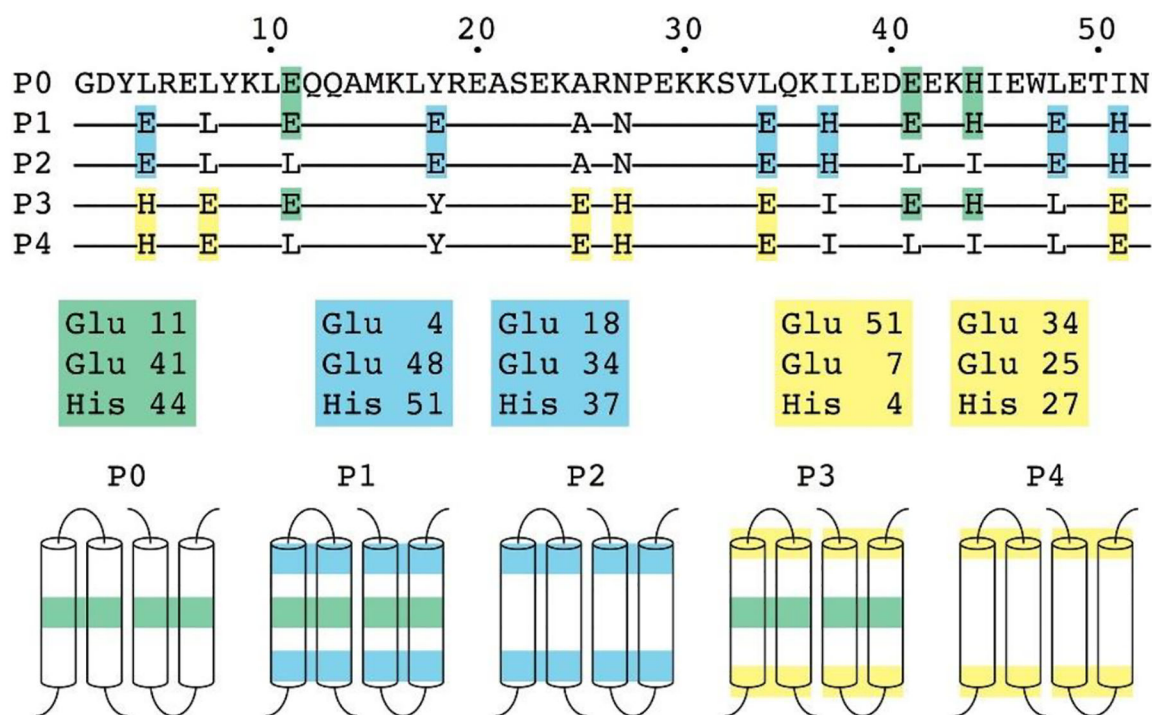 10 20 30 40 50
P0 GDYLRELYKLEQQAMKLYREASEKARNPEKKSVLQKILEDEEKHIEWLETIN
P1 E L E E A N E H E H E H
P2 E L L E A N E H L I E H
P3 H E E Y E H E I E H L E
P4 H E L Y E H E I L I L E
Glu 11
Glu 41
His 44
Glu 4
Glu 48
His 51
Glu 18
Glu 34
His 37
Glu 51
Glu 7
His 4
Glu 34
Glu 25
His 27
P0 P1 P2 P3 P4